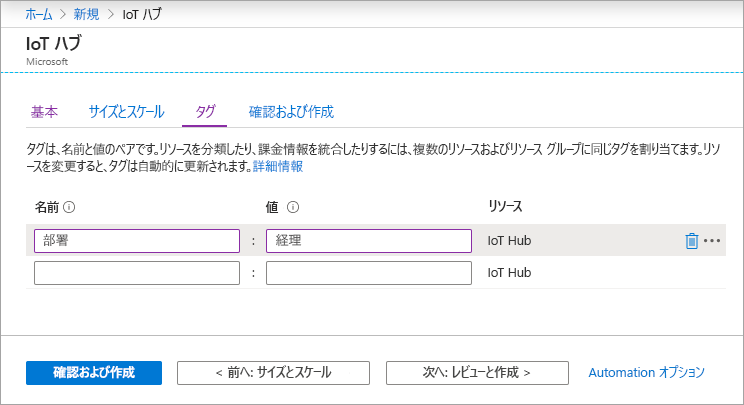 ホーム > 新規 > IoT ハブ
IoT ハブ
Microsoft
基本 サイズとスケール タグ 確認および作成
タグは、名前と値のペアです。リソースを分類したり、課金情報を統合したりするには、複数のリソースおよびリソース グループに同じタグを割り当てます。リソ
ースを変更すると、タグは自動的に更新されます。詳細情報
名前 値 リソース
部署 : 経理 IoT Hub
: IoT Hub
確認および作成 < 前へ: サイズとスケール 次へ: レビューと作成 > Automation オプション